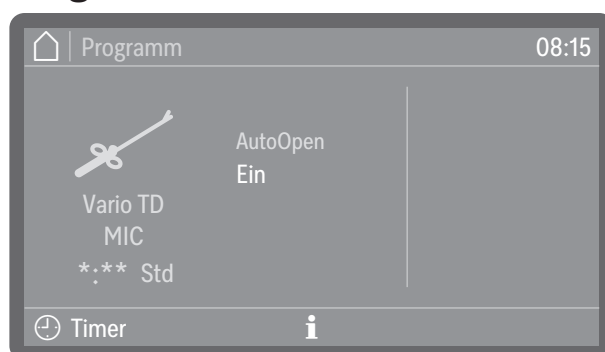 Programm
08:15
AutoOpen
Ein
Vario TD
MIC
*:** Std
Timer
i